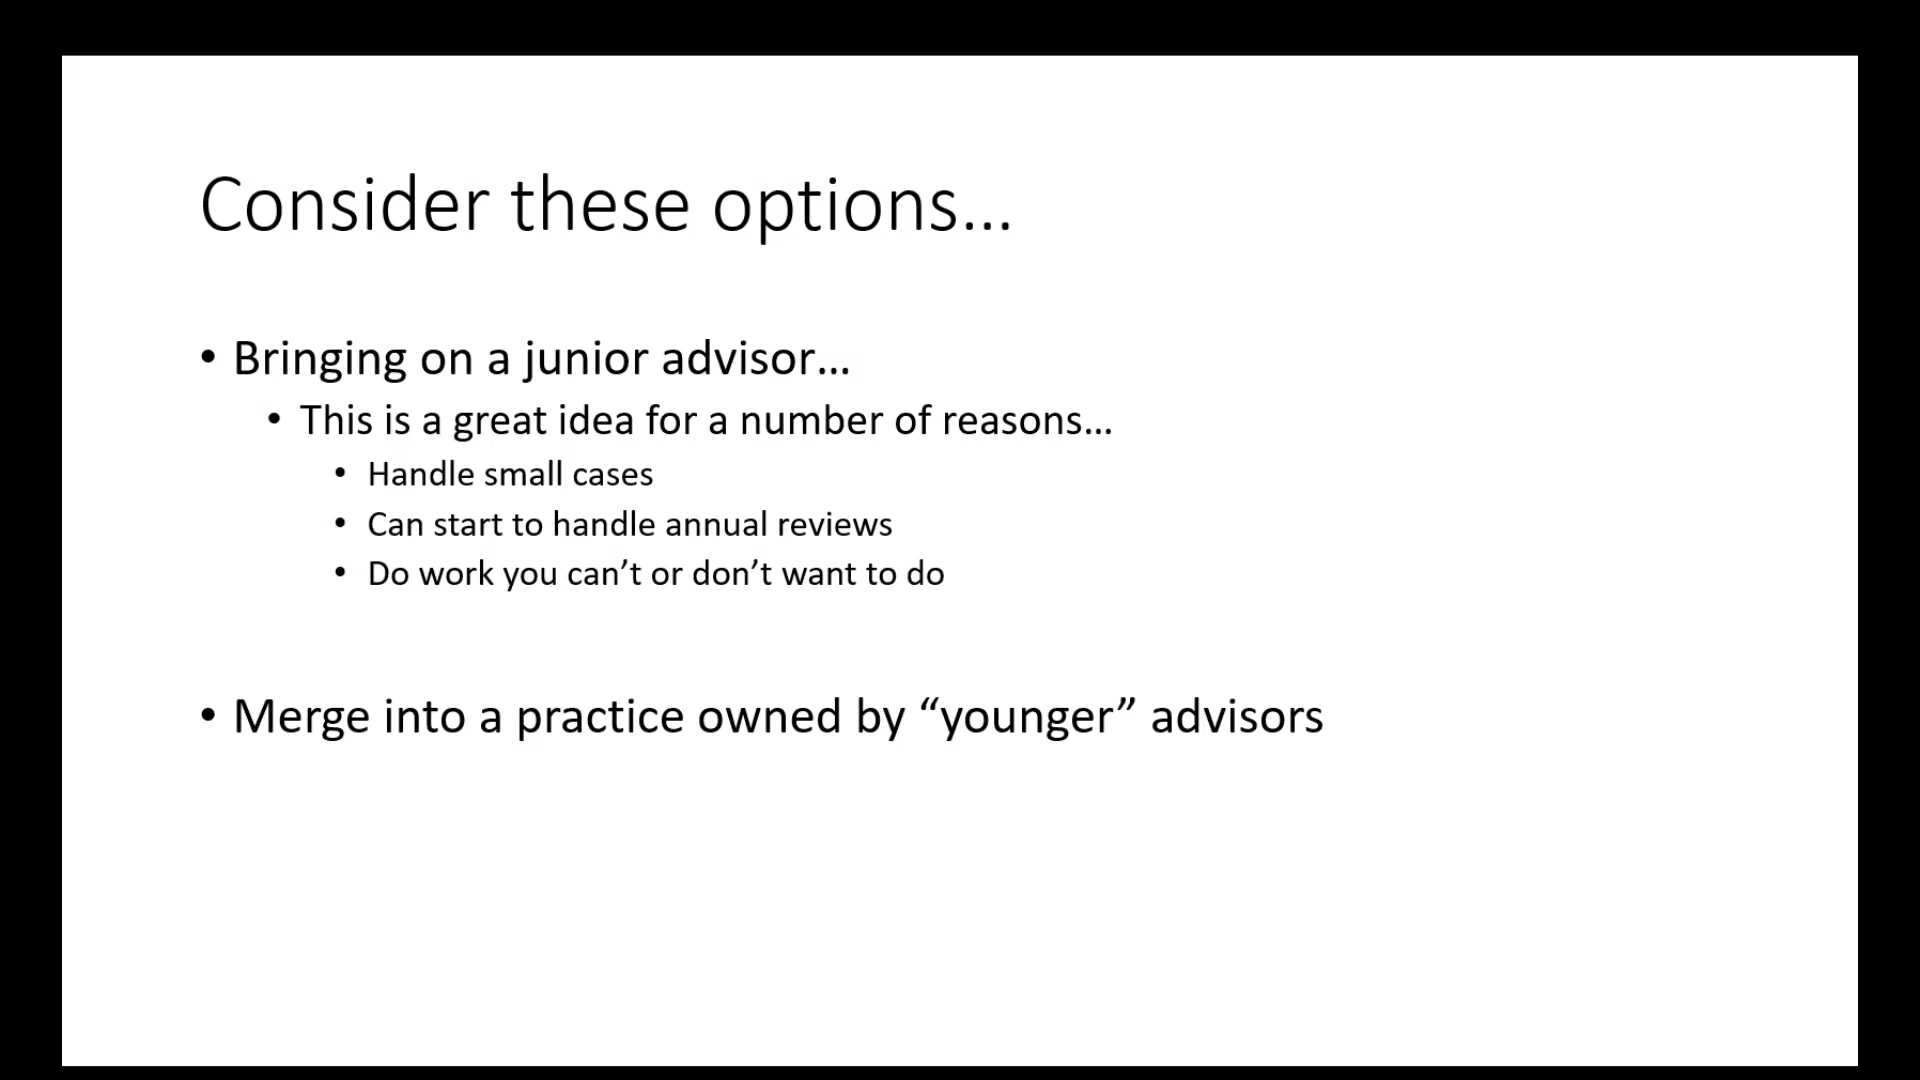 Consider these options…
• Bringing on a junior advisor…
• This is a great idea for a number of reasons…
• Handle small cases
• Can start to handle annual reviews
• Do work you can’t or don’t want to do
• Merge into a practice owned by “younger” advisors